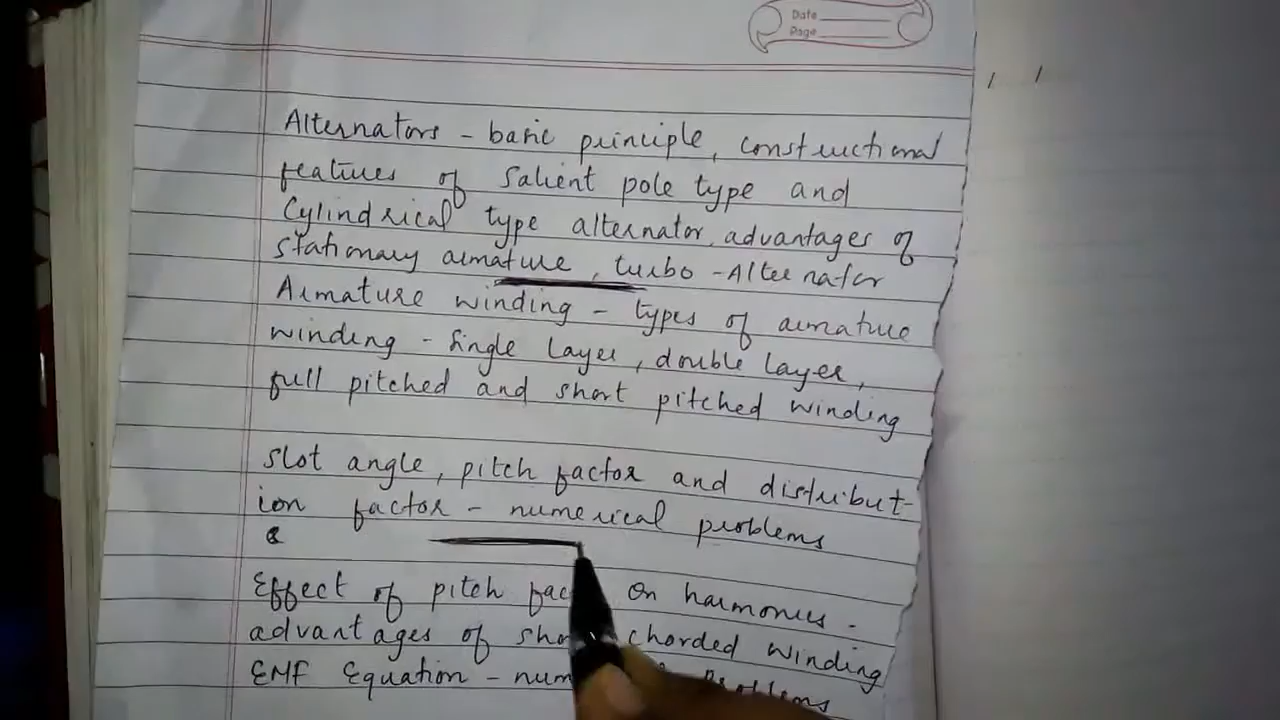 Date
Page
Alternators - basic principle, constructional
features of Salient pole type and
Cylindrical type alternator, advantages of
stationary armature, turbo - Alternator
Armature winding - types of armature
winding - Single layer, double layer,
full pitched and short pitched winding
Slot angle, pitch factor and distribut-
ion factor - numerical problems
&
Effect of pitch on harmonics.
advantages of chorded winding
EMF Equation - Problems